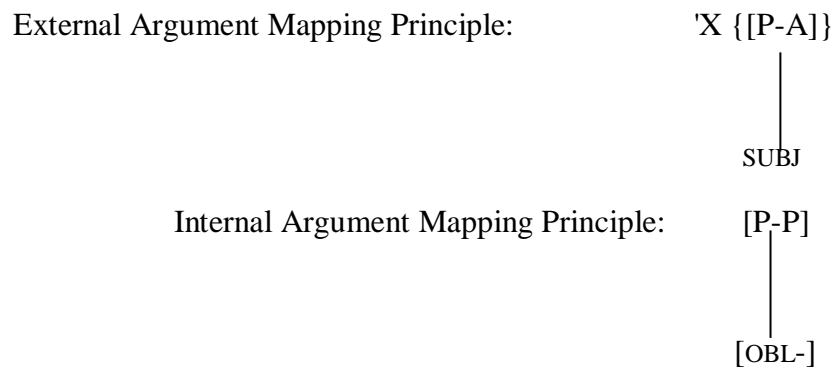 External Argument Mapping Principle: 'X {[P-A]}
SUBJ
Internal Argument Mapping Principle: [P-P]
[OBL-]